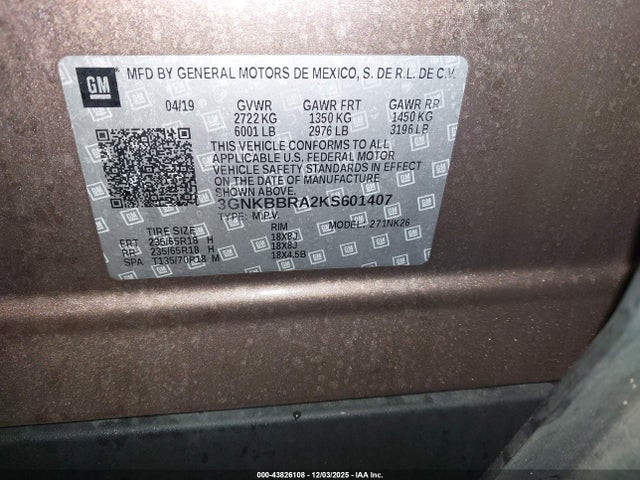 GM
MFD BY GENERAL MOTORS DE MEXICO, S. DE R.L. DE C.V.
04/19 GVWR GAWR FRT GAWR RR
2722 KG 1350 KG 1450 KG
6001 LB 2976 LB 3196 LB
THIS VEHICLE CONFORMS TO ALL
APPLICABLE U.S. FEDERAL MOTOR
VEHICLE SAFETY STANDARDS IN EFFECT
ON THE DATE OF MANUFACTURE
SHOWN ABOVE.
3GNKBBRA2KS601407
TYPE: M.P.V. MODEL: 271NK26
TIRE SIZE RIM
FRT 235/65R18 H 18X8J
RR 235/65R18 H 18X8J
SPA T135/70R18 M 18X4.5B
000-43826108 - 12/03/2025 - IAA Inc.